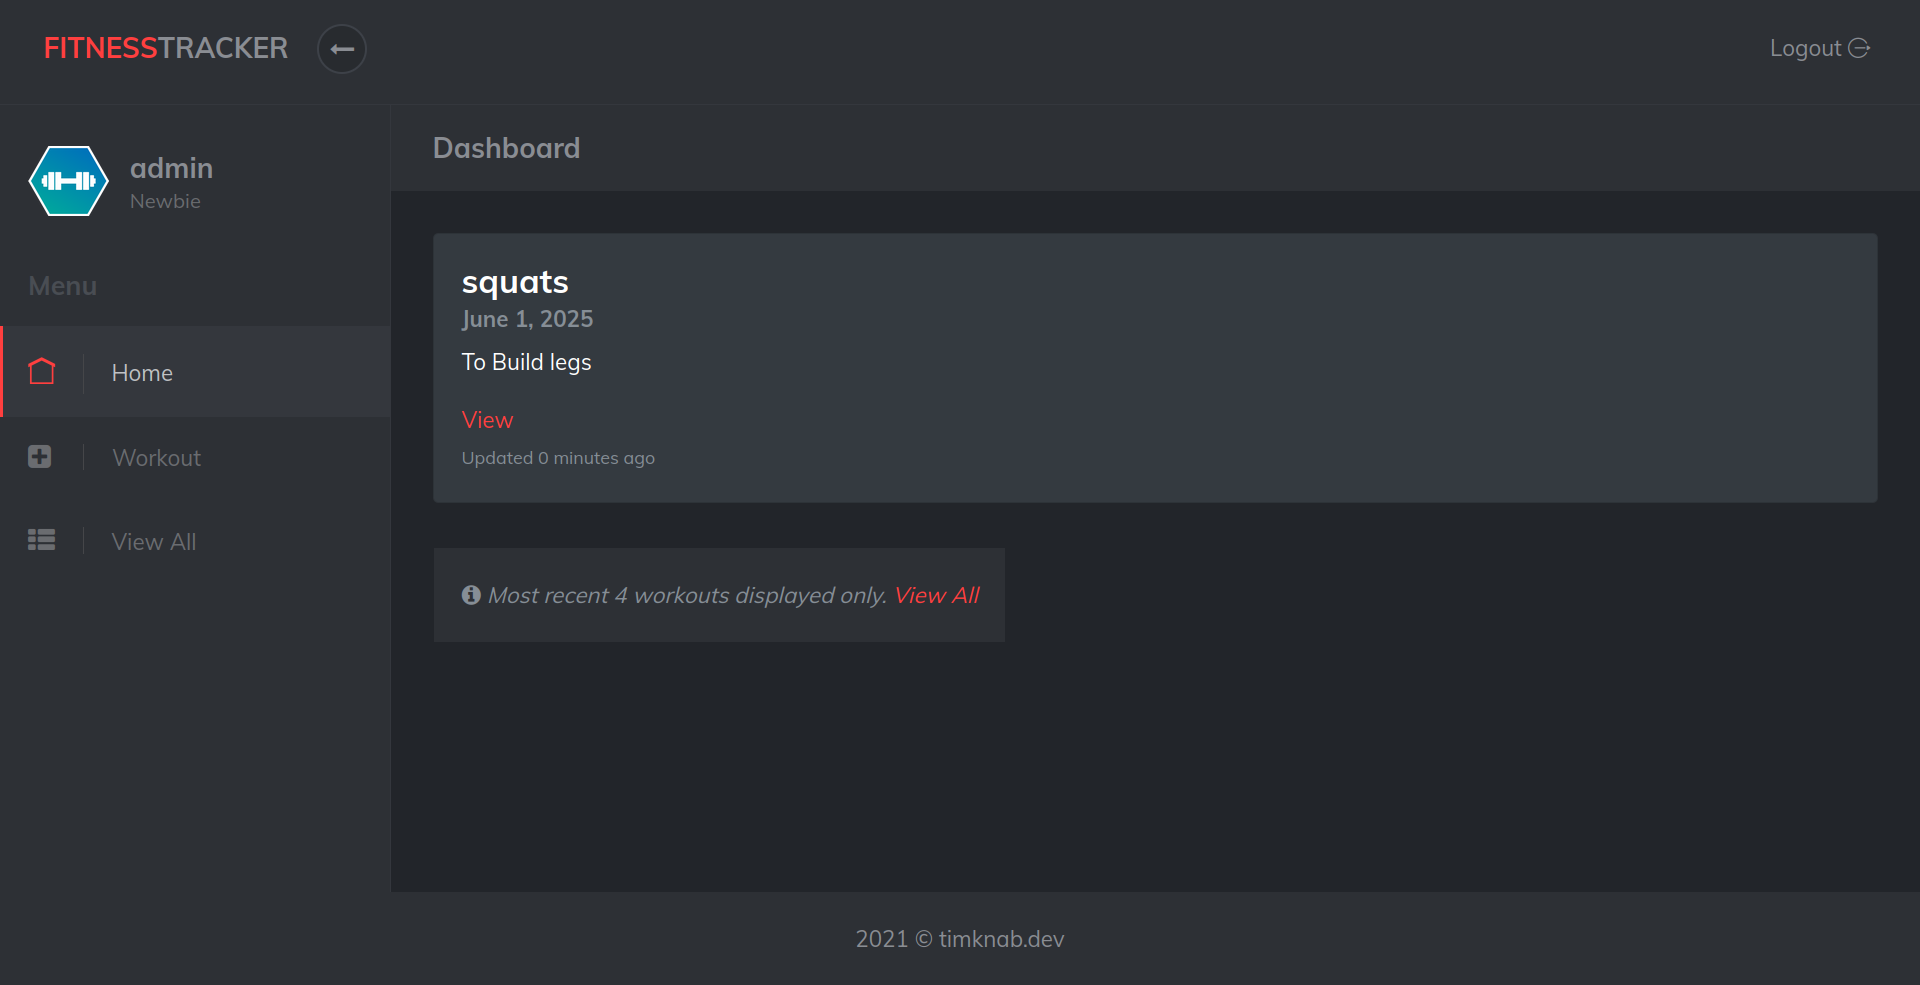 FITNESSTRACKER
Logout
admin
Newbie
Menu
Home
Workout
View All
Dashboard
squats
June 1, 2025
To Build legs
View
Updated 0 minutes ago
Most recent 4 workouts displayed only. View All
2021 © timknab.dev